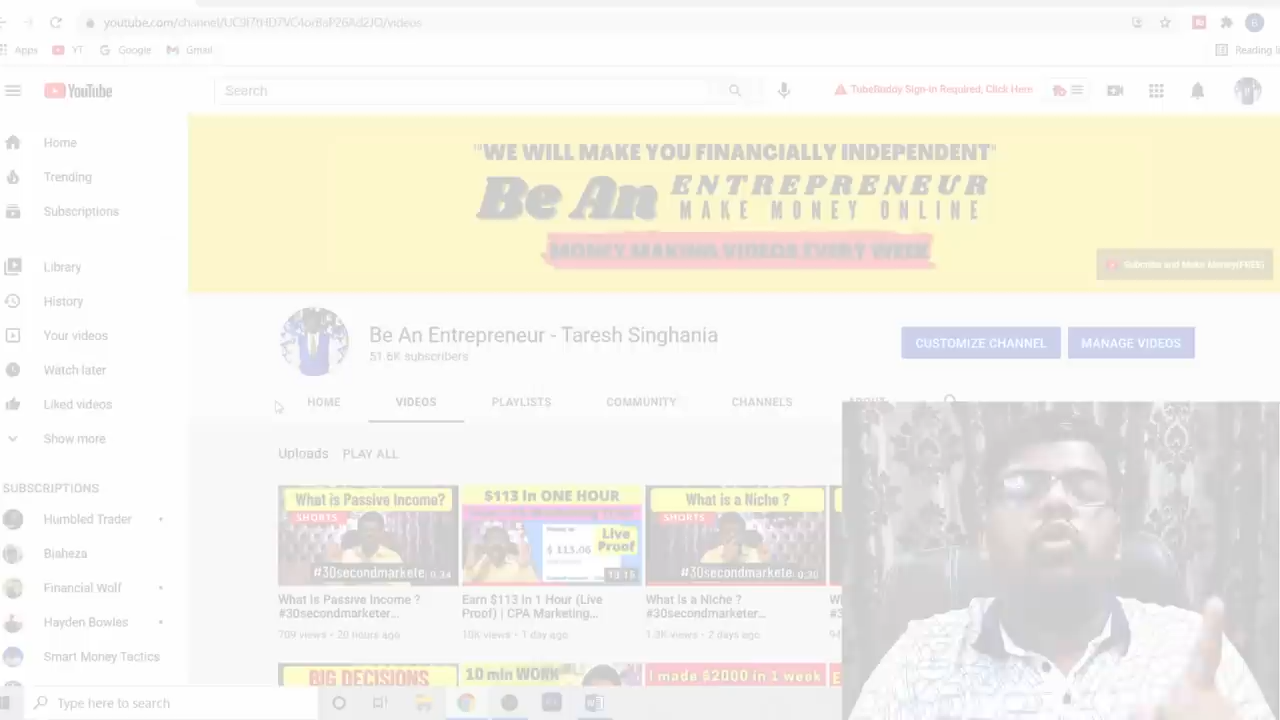 youtube.com/channel/
/videos
Apps
YT
Google
Gmail
Reading li
YouTube
Search
TubeBuddy Sign-In Required, Click Here
"WE WILL MAKE YOU FINANCIALLY INDEPENDENT"
Be An ENTREPRENEUR
MAKE MONEY ONLINE
MONEY MAKING VIDEOS EVERY WEEK
Subscribe and Make Money(FREE)
Home
Trending
Subscriptions
Library
History
Your videos
Watch later
Liked videos
Show more
SUBSCRIPTIONS
Humbled Trader
Bjaheza
Financial Wolf
Hayden Bowles
Smart Money Tactics
Be An Entrepreneur - Taresh Singhania
51.6K subscribers
CUSTOMIZE CHANNEL
MANAGE VIDEOS
HOME
VIDEOS
PLAYLISTS
COMMUNITY
CHANNELS
ABOUT
Uploads
PLAY ALL
What is Passive Income?
SHORTS
#30secondmarkete
0:34
What Is Passive Income ?
#30secondmarketer...
709 views • 20 hours ago
$113 In ONE HOUR
Live
Proof
13:15
Earn $113 In 1 Hour (Live
Proof) | CPA Marketing...
10K views • 1 day ago
What is a Niche ?
SHORTS
#30secondmarkete
0:30
What Is a Niche ?
#30secondmarketer...
1.3K views • 2 days ago
BIG DECISIONS
10 min WORK
I made $2000 in 1 week
Type here to search